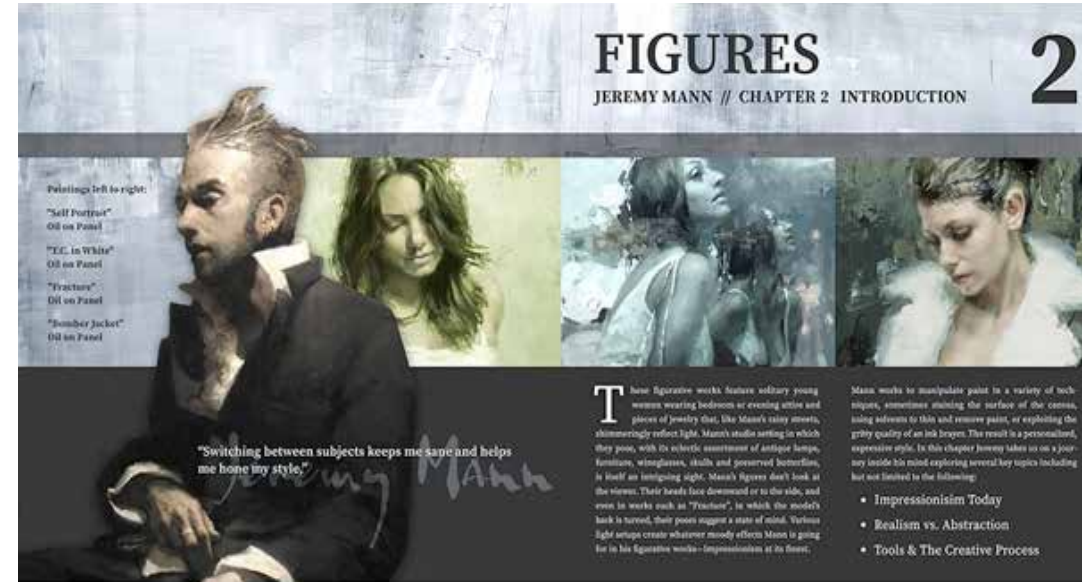 FIGURES
2
JEREMY MANN // CHAPTER 2 INTRODUCTION
Paintings left to right:
"Self Portrait"
Oil on Panel
"E.C. in White"
Oil on Panel
"Fracture"
Oil on Panel
"Bomber Jacket"
Oil on Panel
"Switching between subjects keeps me sane and helps
me hone my style,"
Jeremy Mann
These figurative works feature solitary young
women wearing bedroom or evening attire and
pieces of jewelry that, like Mann's rainy streets,
shimmeringly reflect light. Mann's studio setting in which
they pose, with its eclectic assortment of antique lamps,
furniture, wineglasses, skulls and preserved butterflies,
is itself an intriguing sight. Mann's figures don't look at
the viewer. Their heads face downward or to the side, and
even in works such as "Fracture", in which the model's
back is turned, their poses suggest a state of mind. Various
light setups create whatever moody effects Mann is going
for in his figurative works—impressionism at its finest.
Mann works to manipulate paint in a variety of tech-
niques, sometimes staining the surface of the canvas,
using solvents to thin and remove paint, or exploiting the
gritty quality of an ink brayer. The result is a personalized,
expressive style. In this chapter Jeremy takes us on a jour-
ney inside his mind exploring several key topics including
but not limited to the following:
• Impressionisim Today
• Realism vs. Abstraction
• Tools & The Creative Process